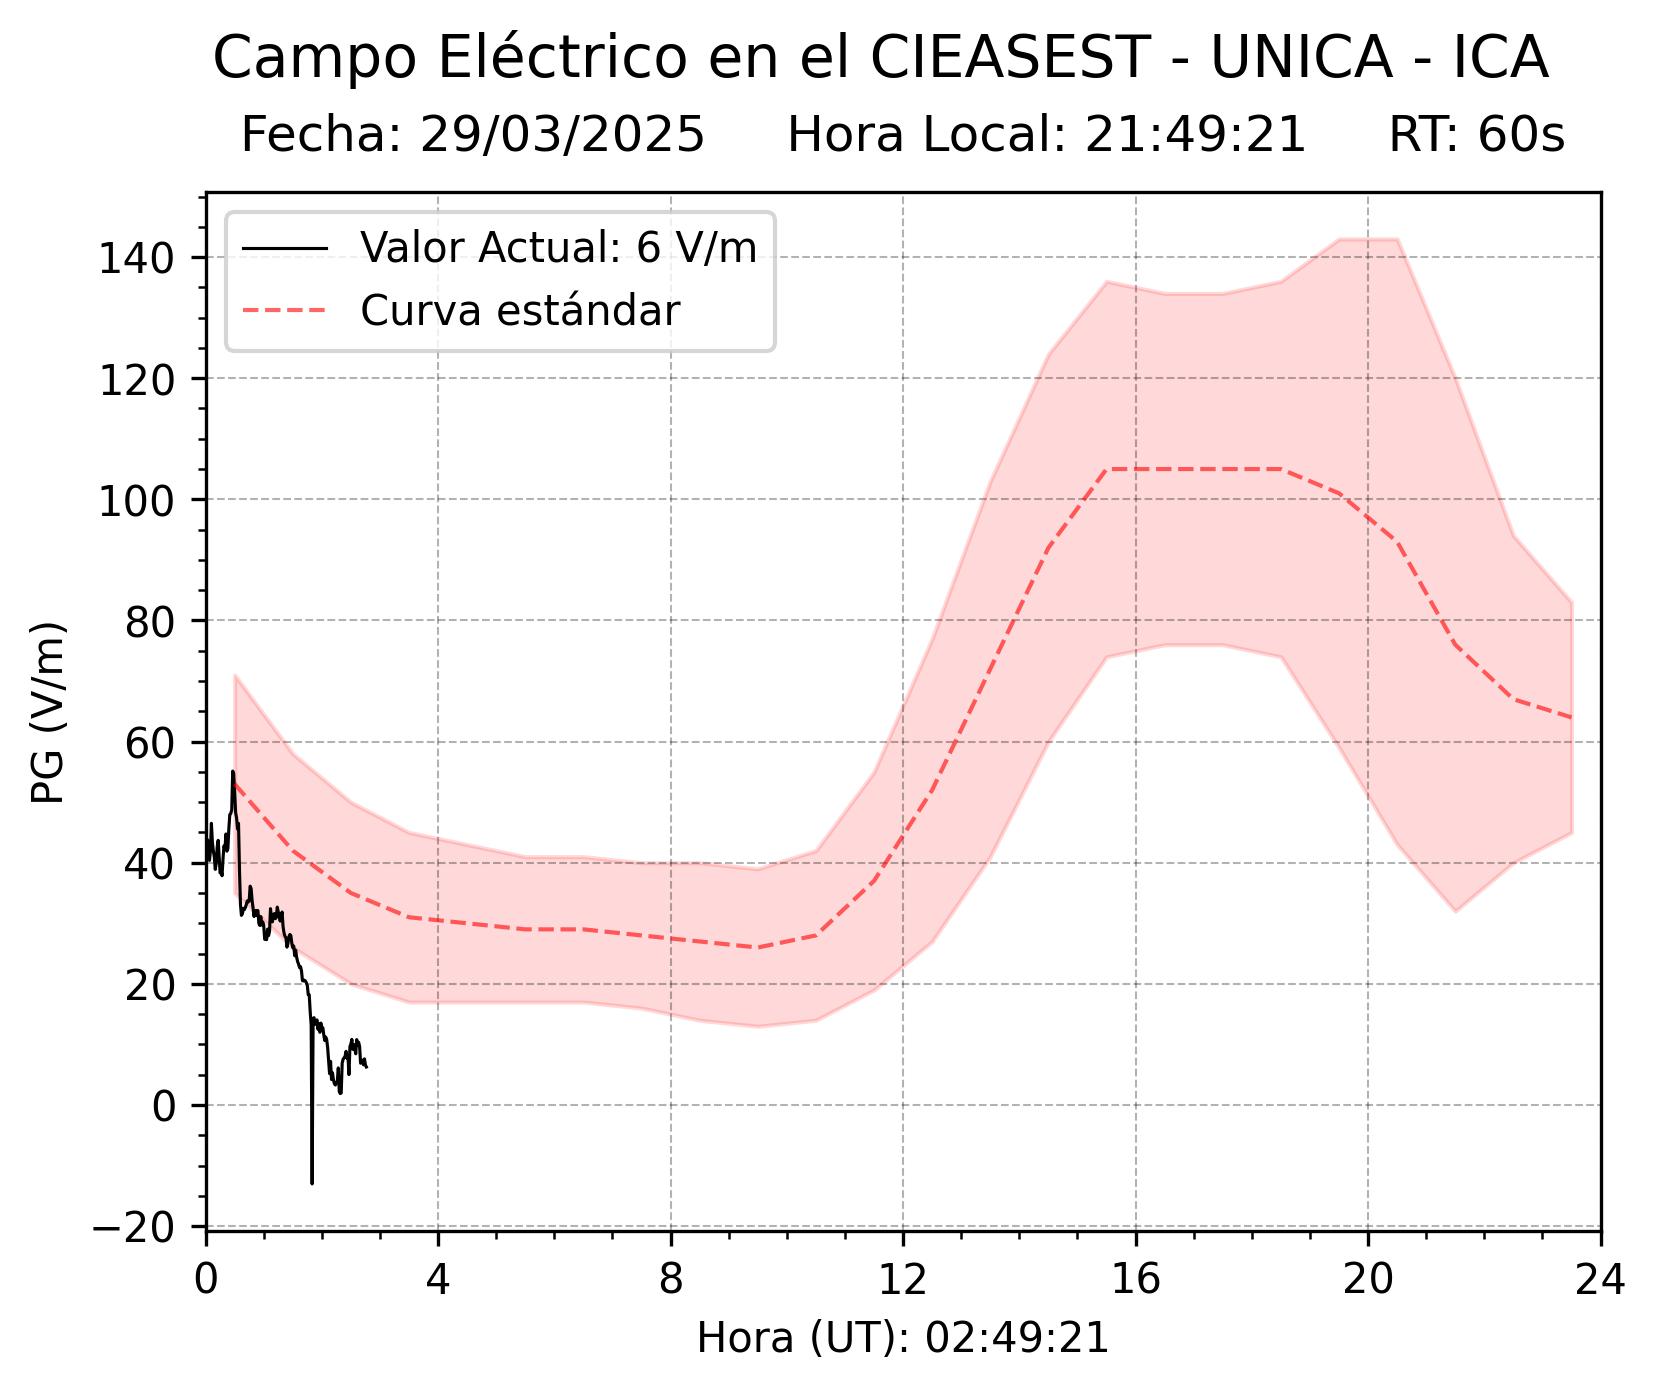 Campo Eléctrico en el CIEASEST - UNICA - ICA
Fecha: 29/03/2025 Hora Local: 21:49:21 RT: 60s
Valor Actual: 6 V/m
Curva estándar
PG (V/m)
140
120
100
80
60
40
20
0
−20
0 4 8 12 16 20 24
Hora (UT): 02:49:21